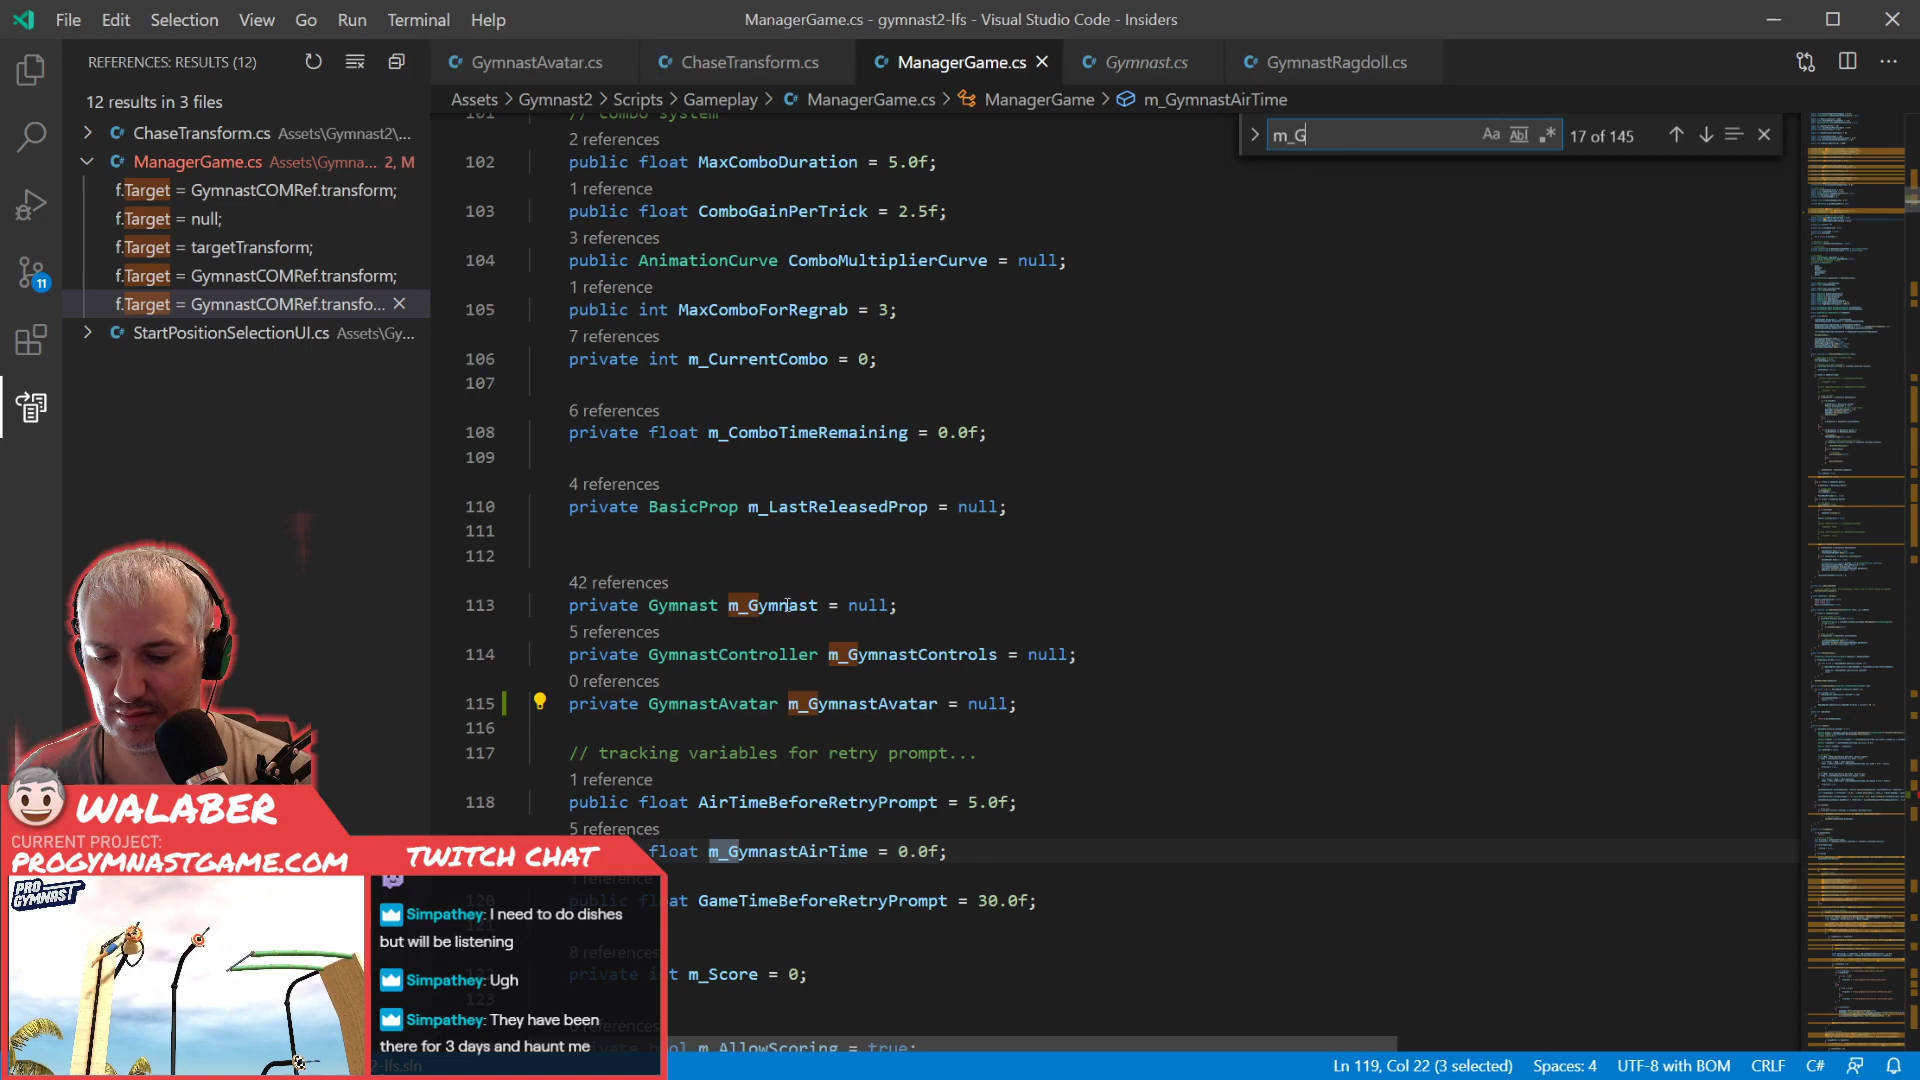 File Edit Selection View Go Run Terminal Help
ManagerGame.cs - gymnast2-lfs - Visual Studio Code - Insiders
REFERENCES: RESULTS (12)
12 results in 3 files
ChaseTransform.cs Assets\Gymnast2\...
ManagerGame.cs Assets\Gymna... 2, M
f.Target = GymnastCOMRef.transform;
f.Target = null;
f.Target = targetTransform;
f.Target = GymnastCOMRef.transform;
f.Target = GymnastCOMRef.transfo...
StartPositionSelectionUI.cs Assets\Gy...
11
GymnastAvatar.cs
ChaseTransform.cs
ManagerGame.cs
Gymnast.cs
GymnastRagdoll.cs
Assets > Gymnast2 > Scripts > Gameplay > ManagerGame.cs > ManagerGame > m_GymnastAirTime
m_G
Aa Abl .* 17 of 145
101 // combo system
2 references
102 public float MaxComboDuration = 5.0f;
1 reference
103 public float ComboGainPerTrick = 2.5f;
3 references
104 public AnimationCurve ComboMultiplierCurve = null;
1 reference
105 public int MaxComboForRegrab = 3;
7 references
106 private int m_CurrentCombo = 0;
107
6 references
108 private float m_ComboTimeRemaining = 0.0f;
109
4 references
110 private BasicProp m_LastReleasedProp = null;
111
112
42 references
113 private Gymnast m_Gymnast = null;
5 references
114 private GymnastController m_GymnastControls = null;
0 references
115 private GymnastAvatar m_GymnastAvatar = null;
116
117 // tracking variables for retry prompt...
1 reference
118 public float AirTimeBeforeRetryPrompt = 5.0f;
5 references
float m_GymnastAirTime = 0.0f;
1 reference
120 public float GameTimeBeforeRetryPrompt = 30.0f;
8 references
122 private int m_Score = 0;
123
private bool m_AllowScoring = true;
WALABER
CURRENT PROJECT:
PROGYMNASTGAME.COM
PRO GYMNAST
TWITCH CHAT
Simpathey: I need to do dishes
but will be listening
Simpathey: Ugh
Simpathey: They have been
there for 3 days and haunt me
2-lfs.sln
Ln 119, Col 22 (3 selected) Spaces: 4 UTF-8 with BOM CRLF C#